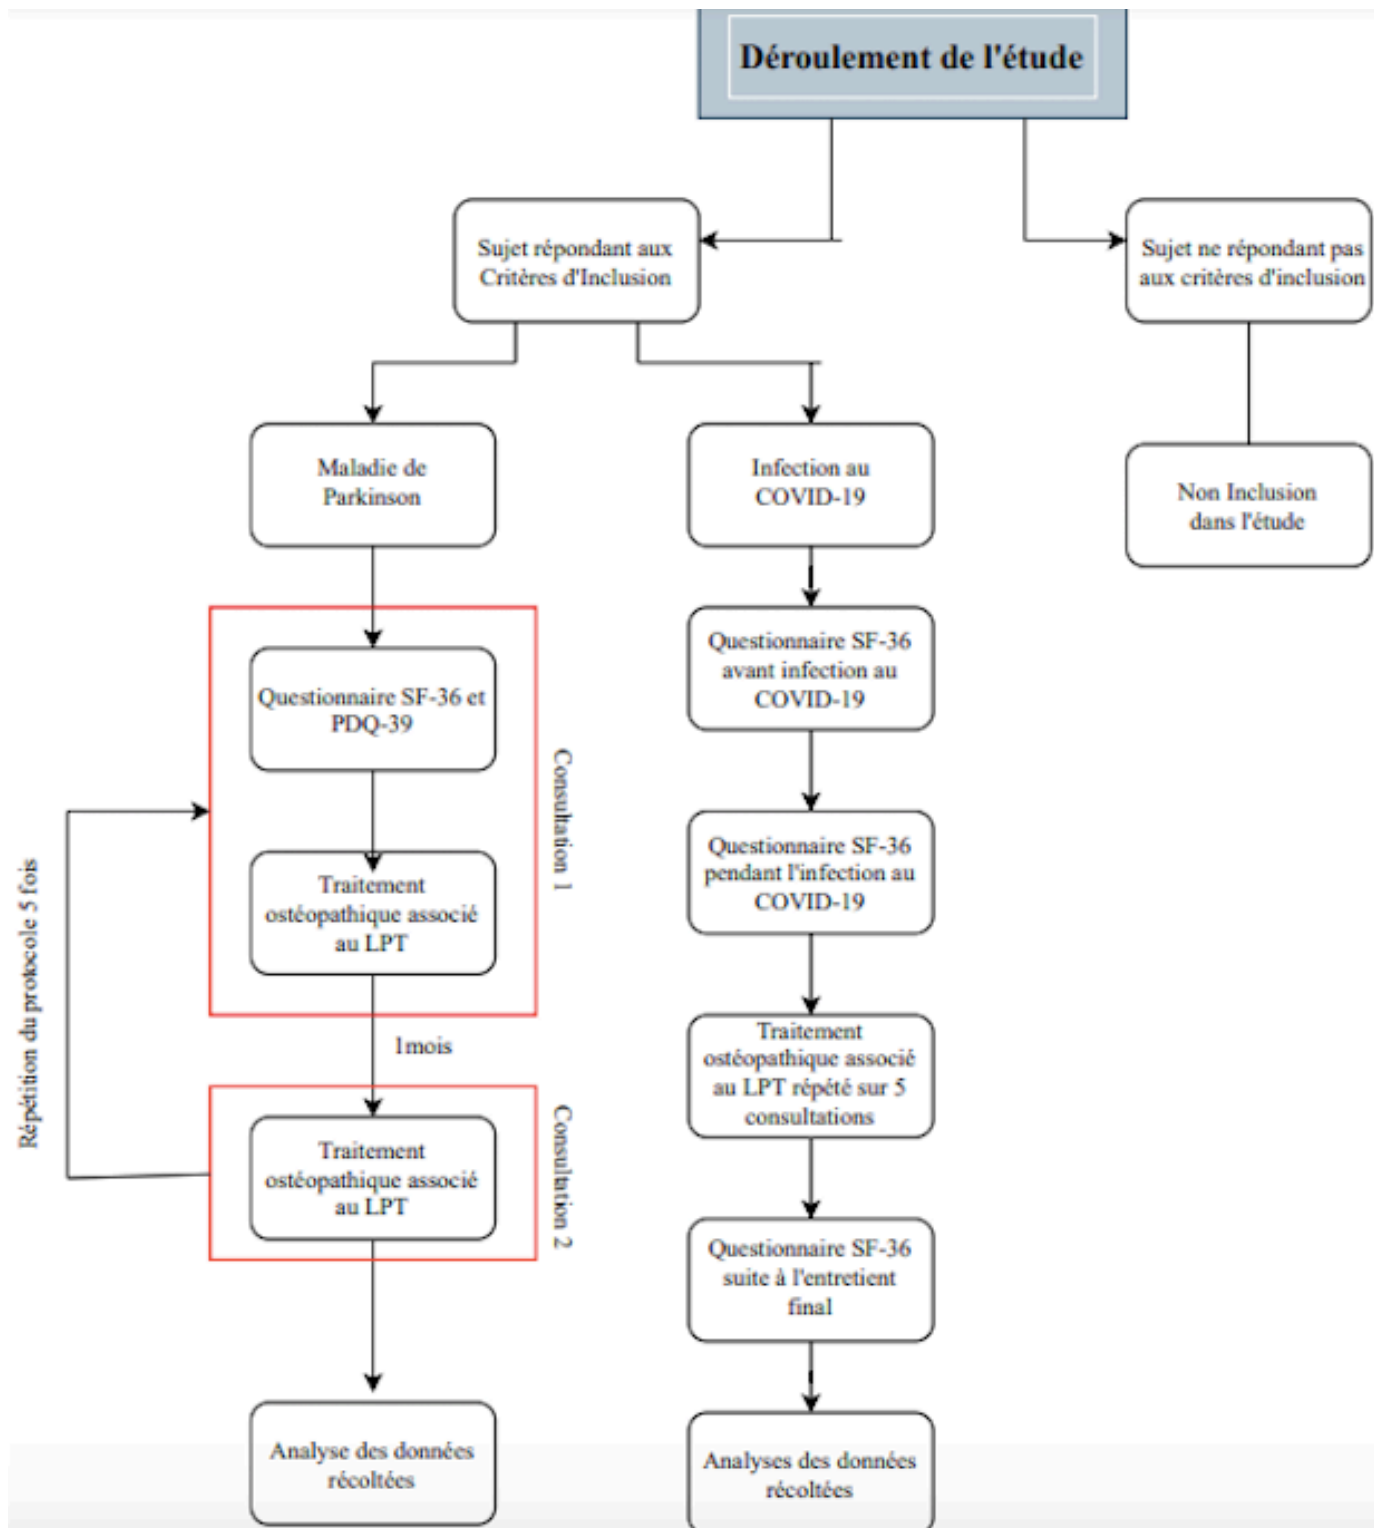 Déroulement de l'étude
Sujet répondant aux
Critères d'Inclusion
Sujet ne répondant pas
aux critères d'inclusion
Non Inclusion
dans l'étude
Maladie de
Parkinson
Questionnaire SF-36 et
PDQ-39
Traitement
ostéopathique associé
au LPT
Consultation 1
1mois
Traitement
ostéopathique associé
au LPT
Consultation 2
Répétition du protocole 5 fois
Analyse des données
récoltées
Infection au
COVID-19
Questionnaire SF-36
avant infection au
COVID-19
Questionnaire SF-36
pendant l'infection au
COVID-19
Traitement
ostéopathique associé
au LPT répété sur 5
consultations
Questionnaire SF-36
suite à l'entretient
final
Analyses des données
récoltées